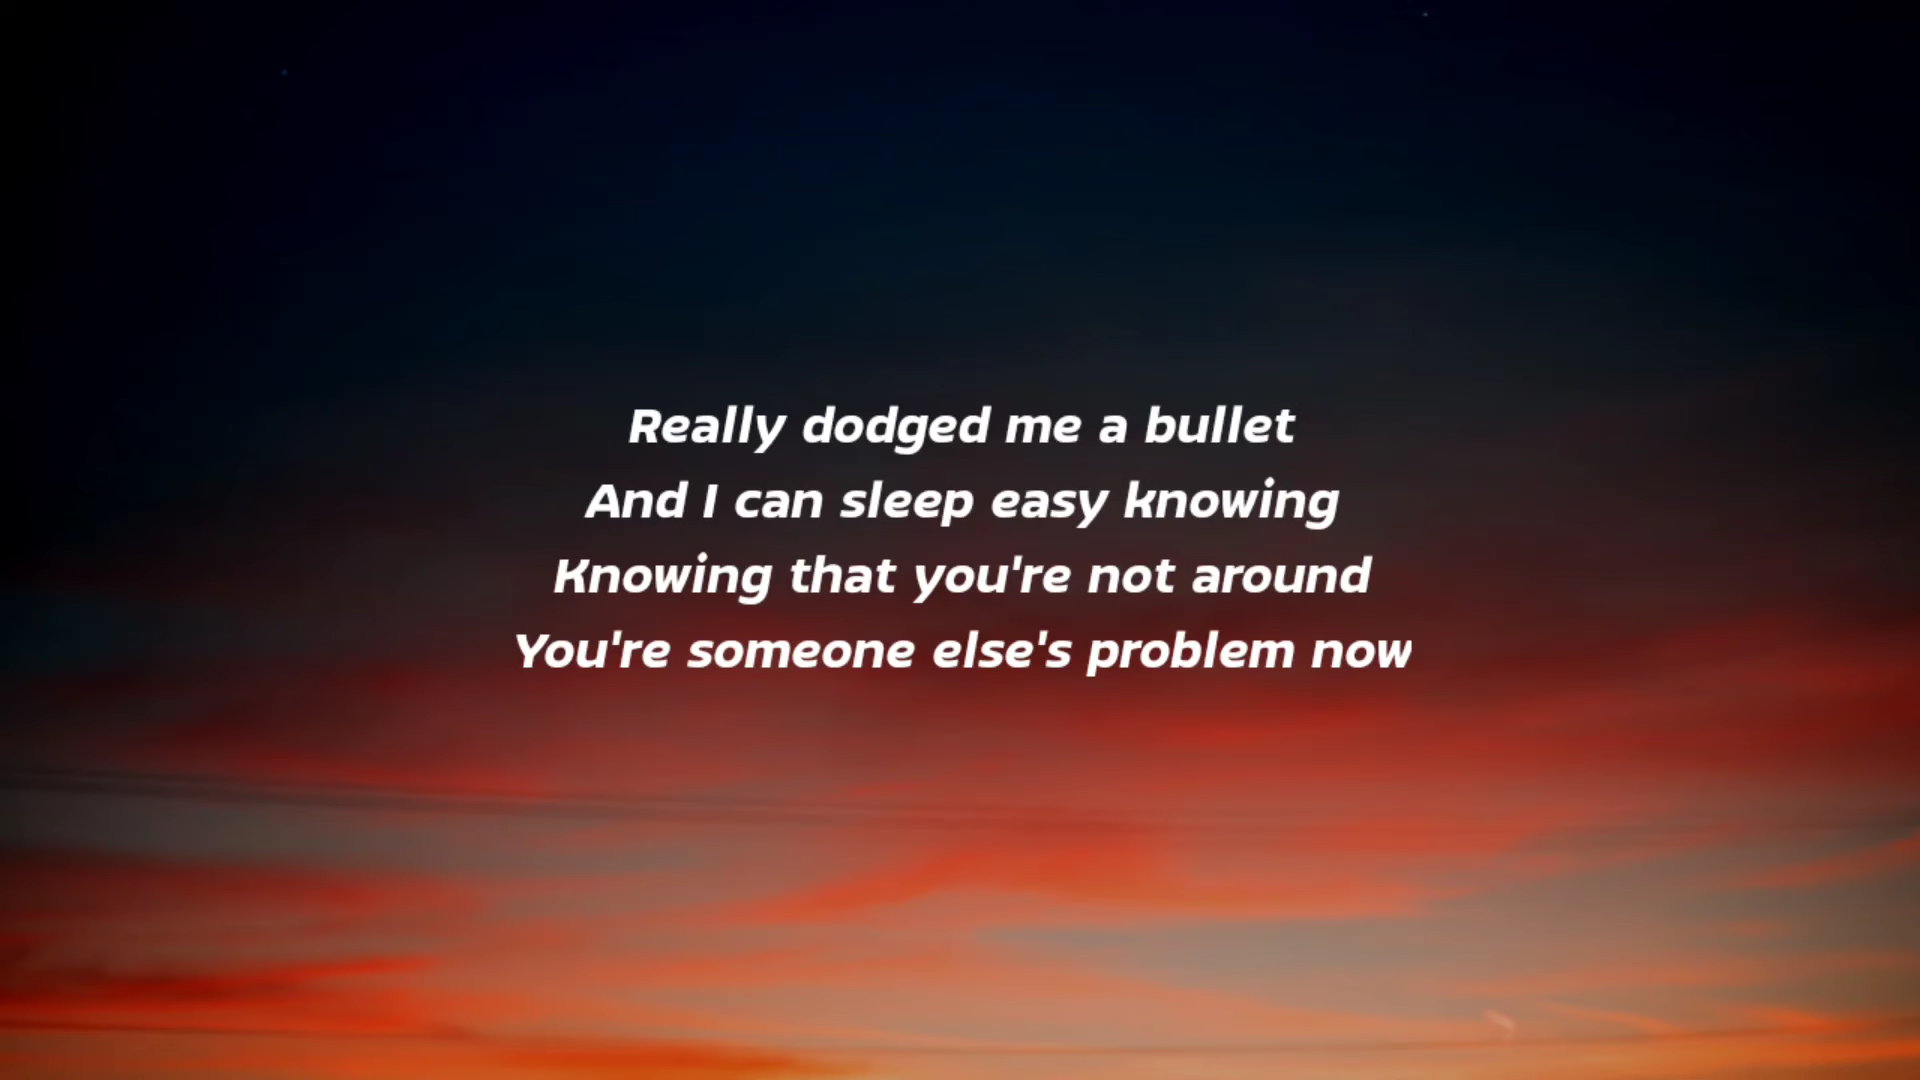 Really dodged me a bullet
And I can sleep easy knowing
Knowing that you're not around
You're someone else's problem now